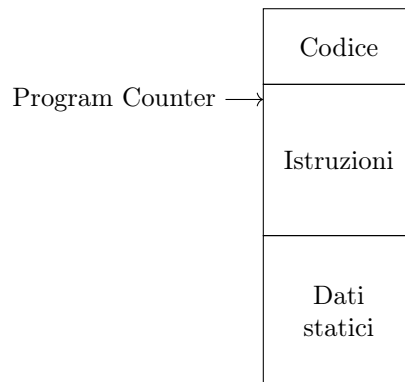 Codice
Program Counter
Istruzioni
Dati
statici